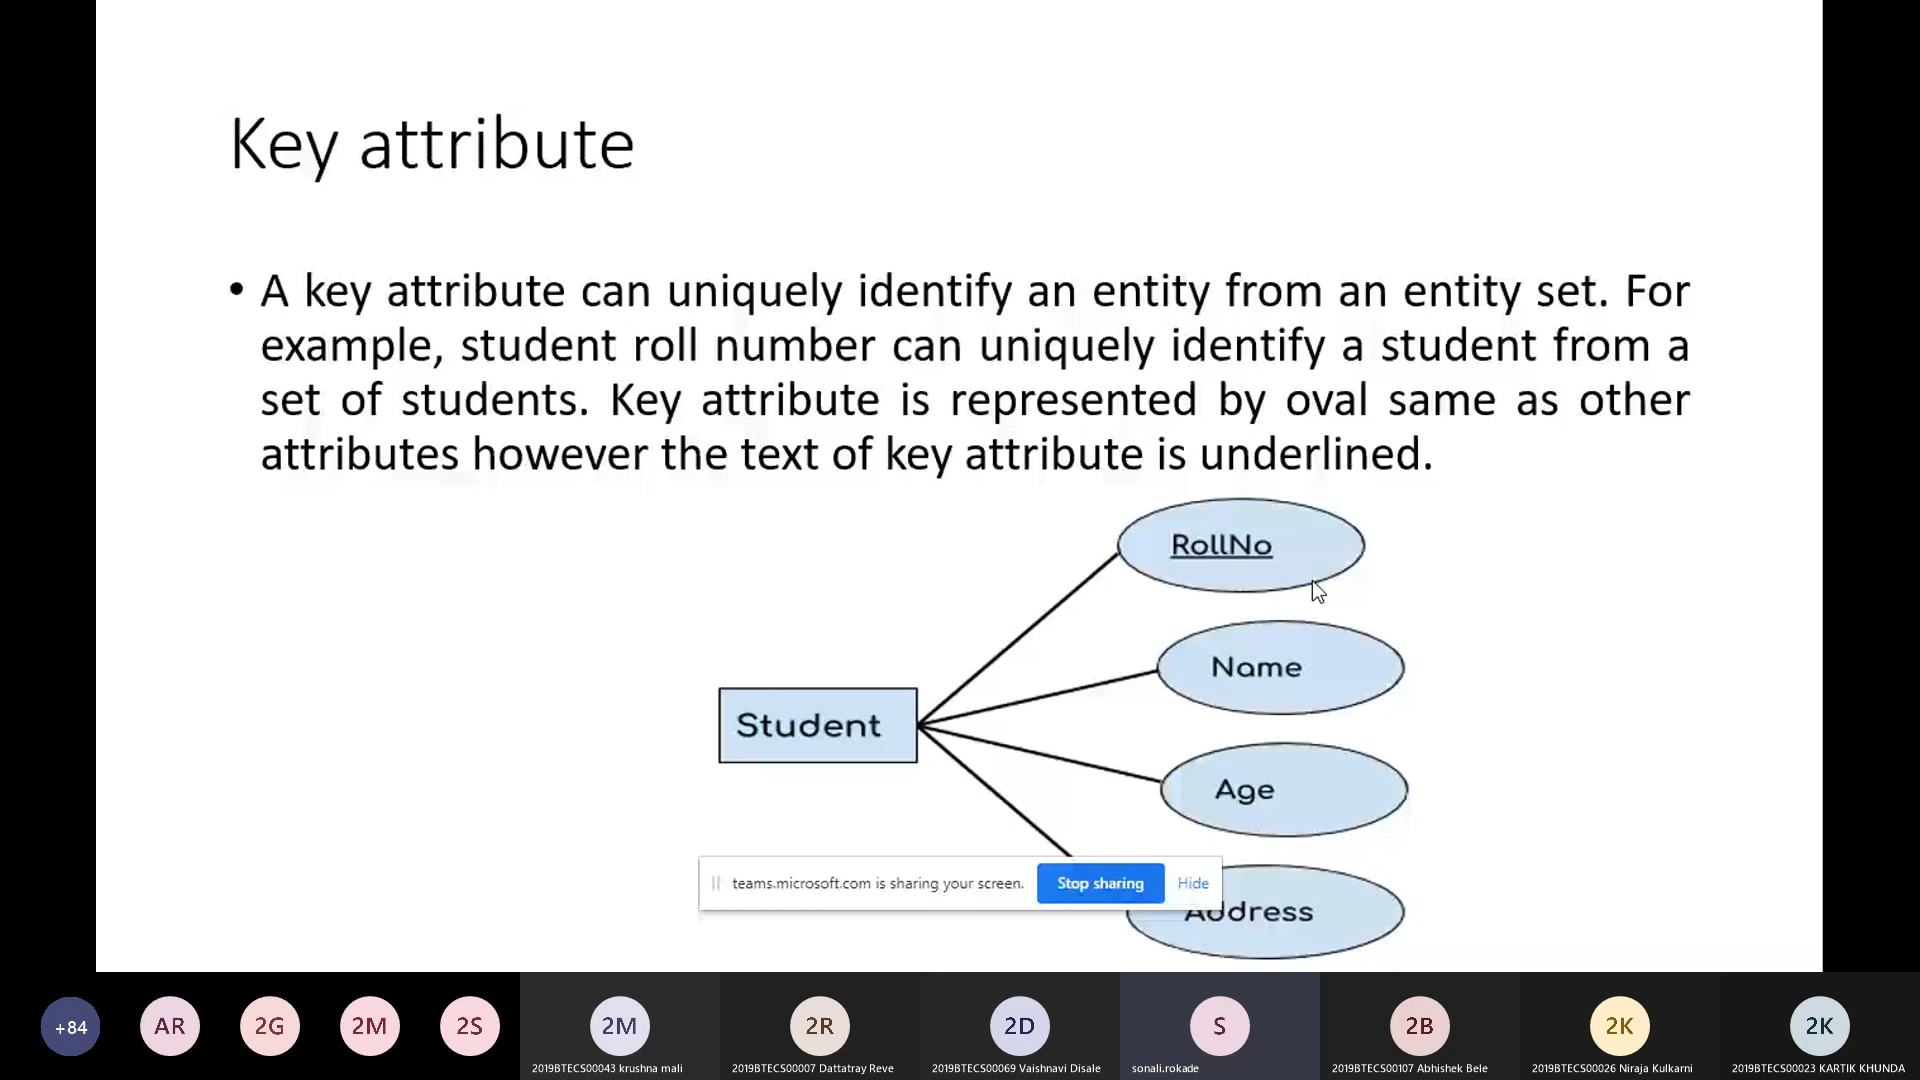 Key attribute
• A key attribute can uniquely identify an entity from an entity set. For
example, student roll number can uniquely identify a student from a
set of students. Key attribute is represented by oval same as other
attributes however the text of key attribute is underlined.
RollNo
Name
Student
Age
teams.microsoft.com is sharing your screen. Stop sharing Hide
Address
+84 AR 2G 2M 2S 2M 2R 2D S 2B 2K 2K
2019BTECS00043 krushna mali 2019BTECS00007 Dattatray Reve 2019BTECS00069 Vaishnavi Disale sonali.rokade 2019BTECS00107 Abhishek Bele 2019BTECS00026 Niraja Kulkarni 2019BTECS00023 KARTIK KHUNDA